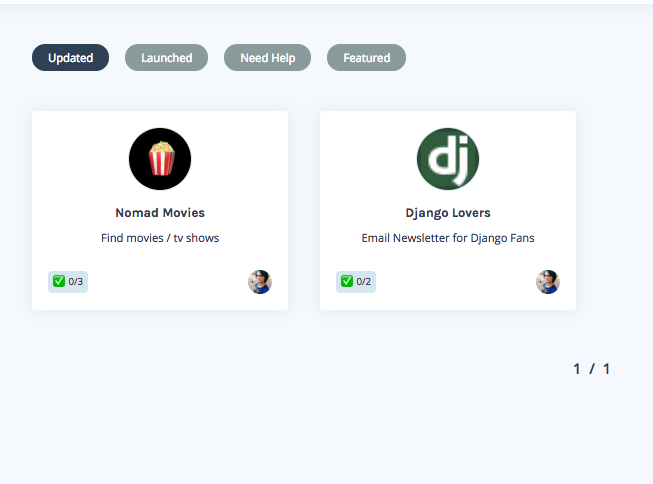 Updated Launched Need Help Featured
dj
Nomad Movies
Find movies / tv shows
✅ 0/3
Django Lovers
Email Newsletter for Django Fans
✅ 0/2
1 / 1